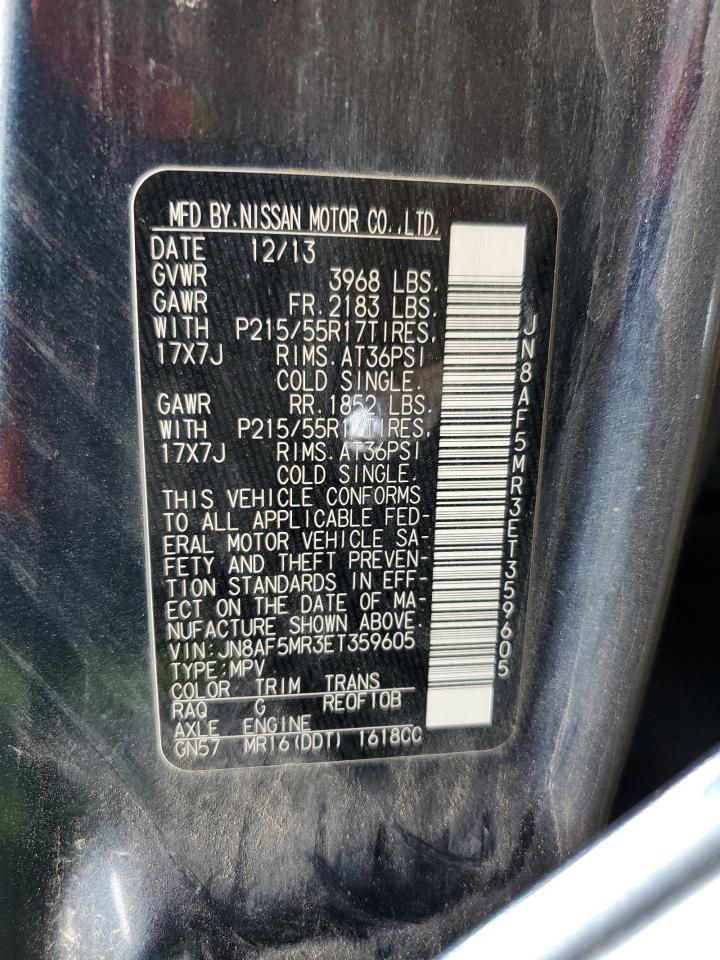 MFD BY.NISSAN MOTOR CO.,LTD.
DATE 12/13
GVWR 3968 LBS.
GAWR FR.2183 LBS.
WITH P215/55R17TIRES,
17X7J RIMS.AT36PSI
COLD SINGLE.
GAWR RR.1852 LBS.
WITH P215/55R17TIRES,
17X7J RIMS.AT36PSI
COLD SINGLE.
THIS VEHICLE CONFORMS
TO ALL APPLICABLE FED-
ERAL MOTOR VEHICLE SA-
FETY AND THEFT PREVEN-
TION STANDARDS IN EFF-
ECT ON THE DATE OF MA-
NUFACTURE SHOWN ABOVE.
VIN:JN8AF5MR3ET359605
TYPE:MPV
COLOR TRIM TRANS
RAQ G RE0F10B
AXLE ENGINE
GN57 MR16(DDT) 1618CC
JN8AF5MR3ET359605